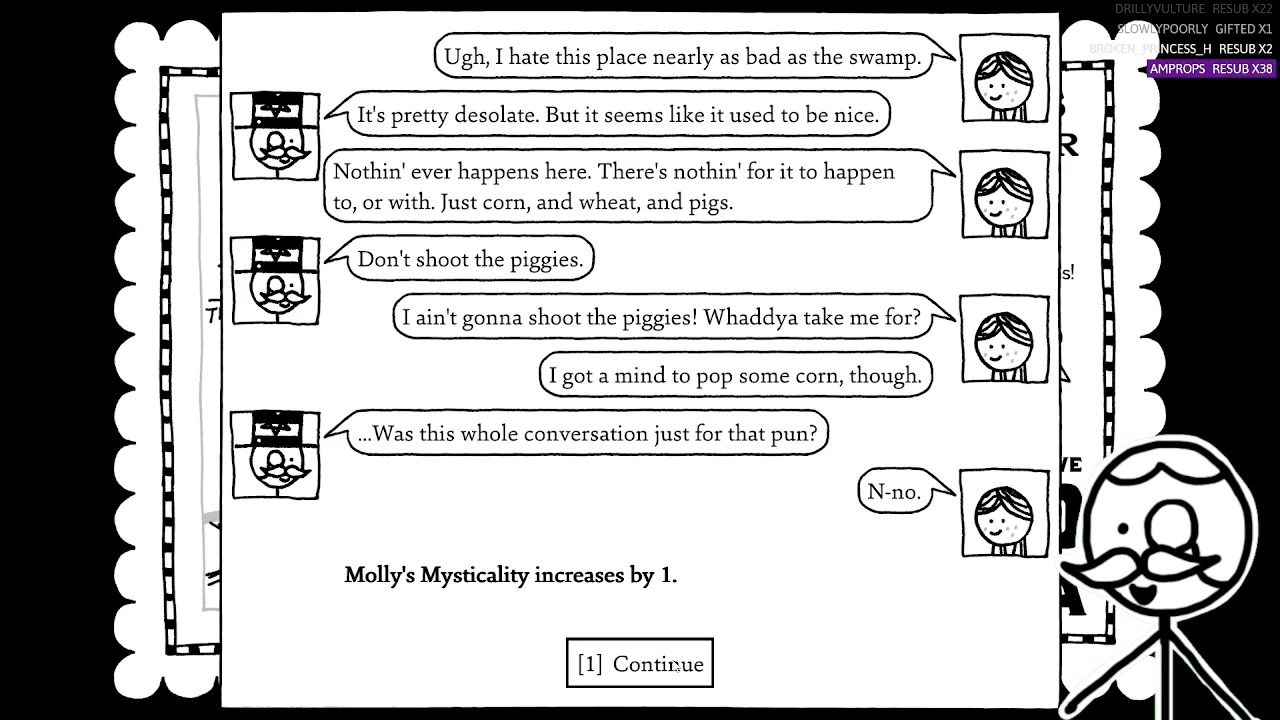 DRILLYVULTURE RESUB X22
SLOWLYPOORLY GIFTED X1
BROKEN_PRINCESS_H RESUB X2
AMPROPS RESUB X38
Ugh, I hate this place nearly as bad as the swamp.
It's pretty desolate. But it seems like it used to be nice.
Nothin' ever happens here. There's nothin' for it to happen
to, or with. Just corn, and wheat, and pigs.
Don't shoot the piggies.
I ain't gonna shoot the piggies! Whaddya take me for?
I got a mind to pop some corn, though.
...Was this whole conversation just for that pun?
N-no.
Molly's Mysticality increases by 1.
[1] Continue